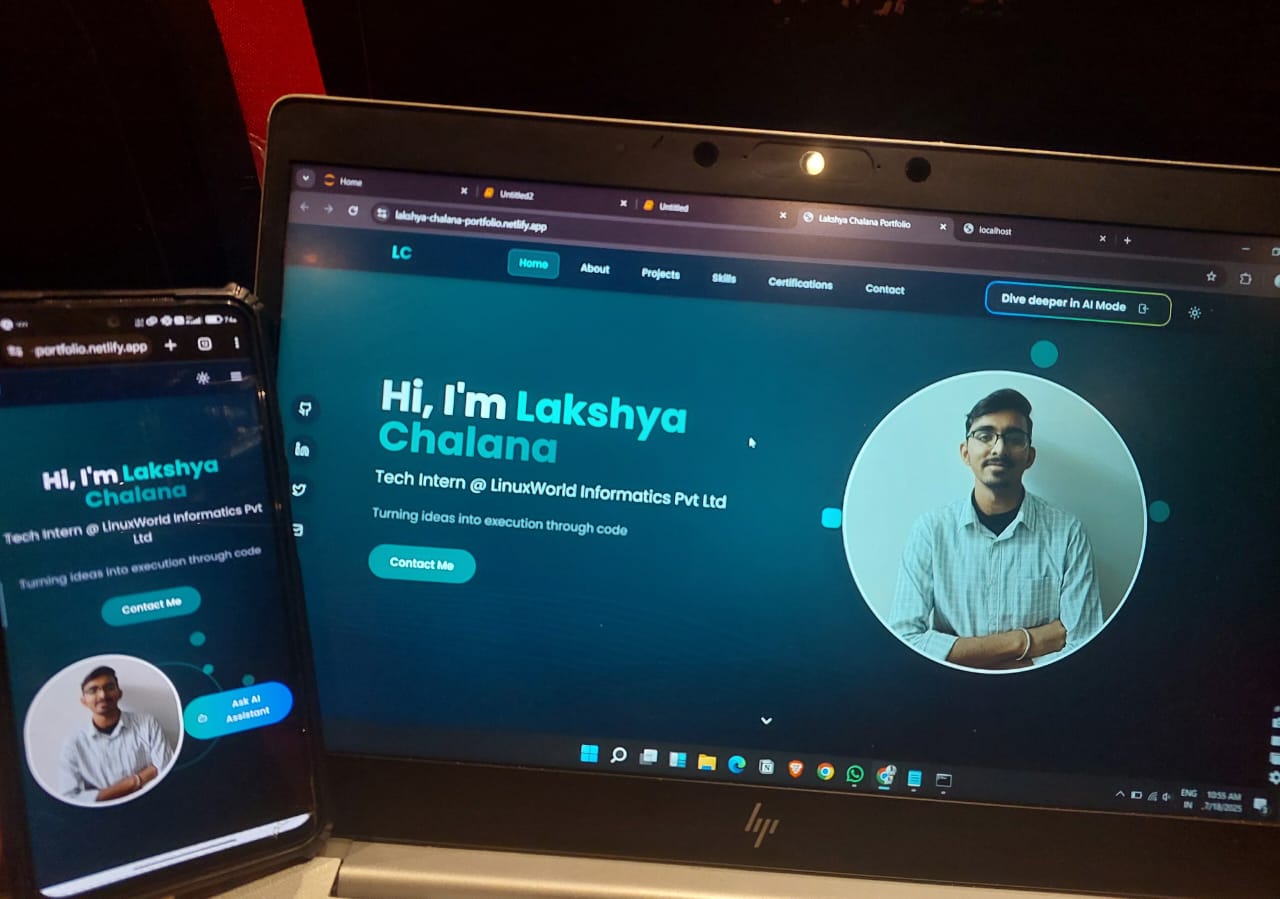 portfolio.netlify.app
Hi, I'm Lakshya
Chalana
Tech Intern @ LinuxWorld Informatics Pvt
Ltd
Turning ideas into execution through code
Contact Me
Ask AI
Assistant
Home
Untitled2
Untitled
Lakshya Chalana Portfolio
localhost
lakshya-chalana-portfolio.netlify.app
LC
Home
About
Projects
Skills
Certifications
Contact
Dive deeper in AI Mode
Hi, I'm Lakshya
Chalana
Tech Intern @ LinuxWorld Informatics Pvt Ltd
Turning ideas into execution through code
Contact Me
ENG
IN
10:55 AM
7/18/2025
hp